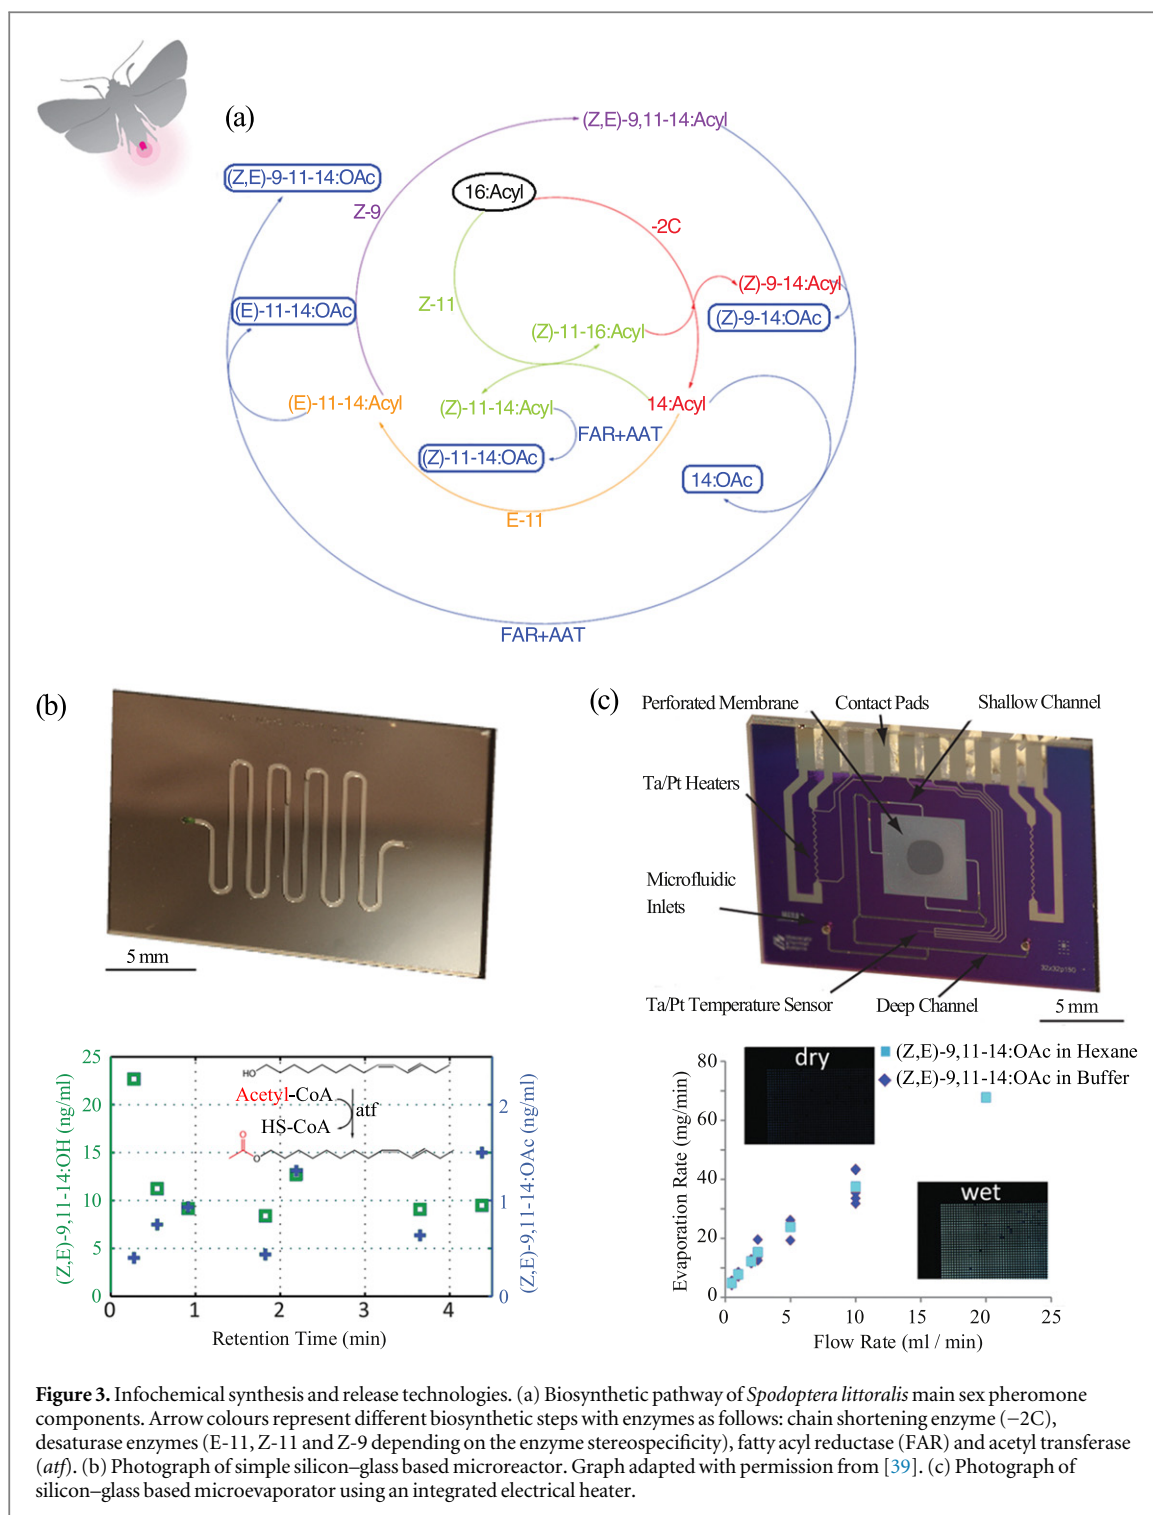 (a)
(Z,E)-9,11-14:Acyl
(Z,E)-9-11-14:OAc
16:Acyl
Z-9
-2C
(Z)-9-14:Acyl
(E)-11-14:OAc
Z-11
(Z)-9-14:OAc
(Z)-11-16:Acyl
(E)-11-14:Acyl
(Z)-11-14:Acyl
14:Acyl
FAR+AAT
(Z)-11-14:OAc
14:OAc
E-11
FAR+AAT
(b)
5 mm
25
20
15
10
5
0
(Z,E)-9,11-14:OH (ng/ml)
HO
Acetyl-CoA
atf
HS-CoA
O
O
2
1
0
(Z,E)-9,11-14:OAc (ng/ml)
0 1 2 3 4
Retention Time (min)
(c)
Perforated Membrane
Contact Pads
Shallow Channel
Ta/Pt Heaters
Microfluidic
Inlets
32x32p150
Ta/Pt Temperature Sensor
Deep Channel
5 mm
dry
(Z,E)-9,11-14:OAc in Hexane
(Z,E)-9,11-14:OAc in Buffer
wet
80
60
40
20
0
Evaporation Rate (mg/min)
0 5 10 15 20 25
Flow Rate (ml / min)
Figure 3. Infochemical synthesis and release technologies. (a) Biosynthetic pathway of Spodoptera littoralis main sex pheromone
components. Arrow colours represent different biosynthetic steps with enzymes as follows: chain shortening enzyme (−2C),
desaturase enzymes (E-11, Z-11 and Z-9 depending on the enzyme stereospecificity), fatty acyl reductase (FAR) and acetyl transferase
(atf). (b) Photograph of simple silicon–glass based microreactor. Graph adapted with permission from [39]. (c) Photograph of
silicon–glass based microevaporator using an integrated electrical heater.